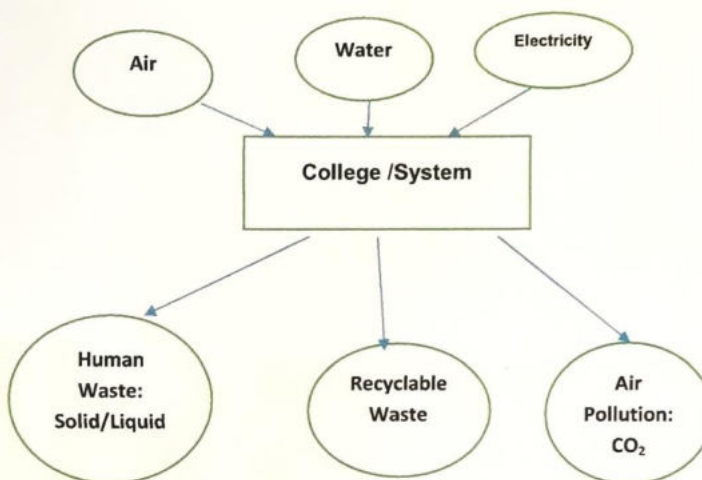 Air
Water
Electricity
College /System
Human
Waste:
Solid/Liquid
Recyclable
Waste
Air
Pollution:
CO₂